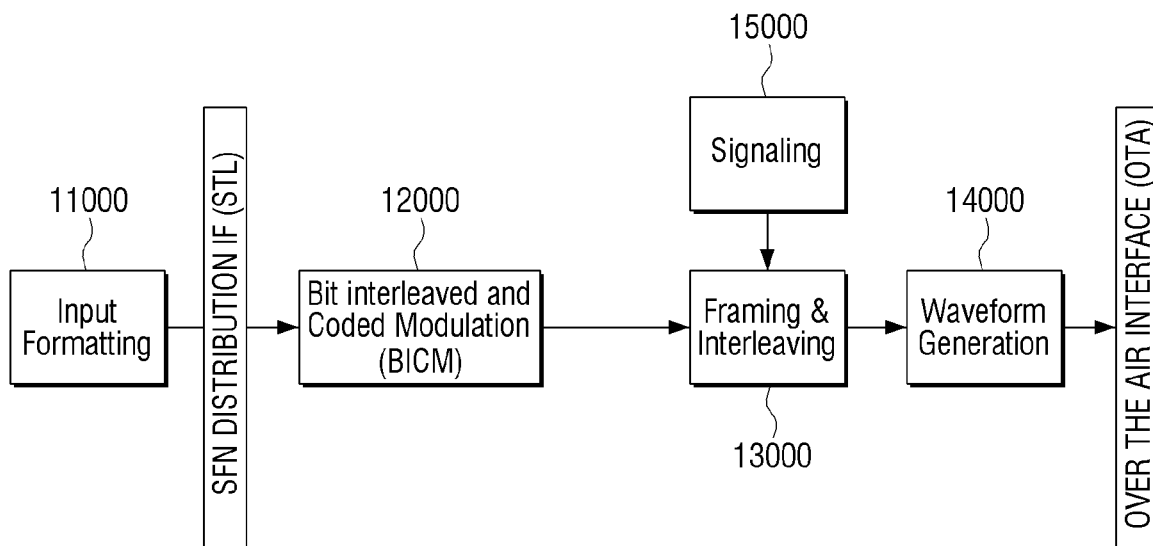 15000
Signaling
11000
Input
Formatting
SFN DISTRIBUTION IF (STL)
12000
Bit interleaved and
Coded Modulation
(BICM)
Framing &
Interleaving
13000
14000
Waveform
Generation
OVER THE AIR INTERFACE (OTA)